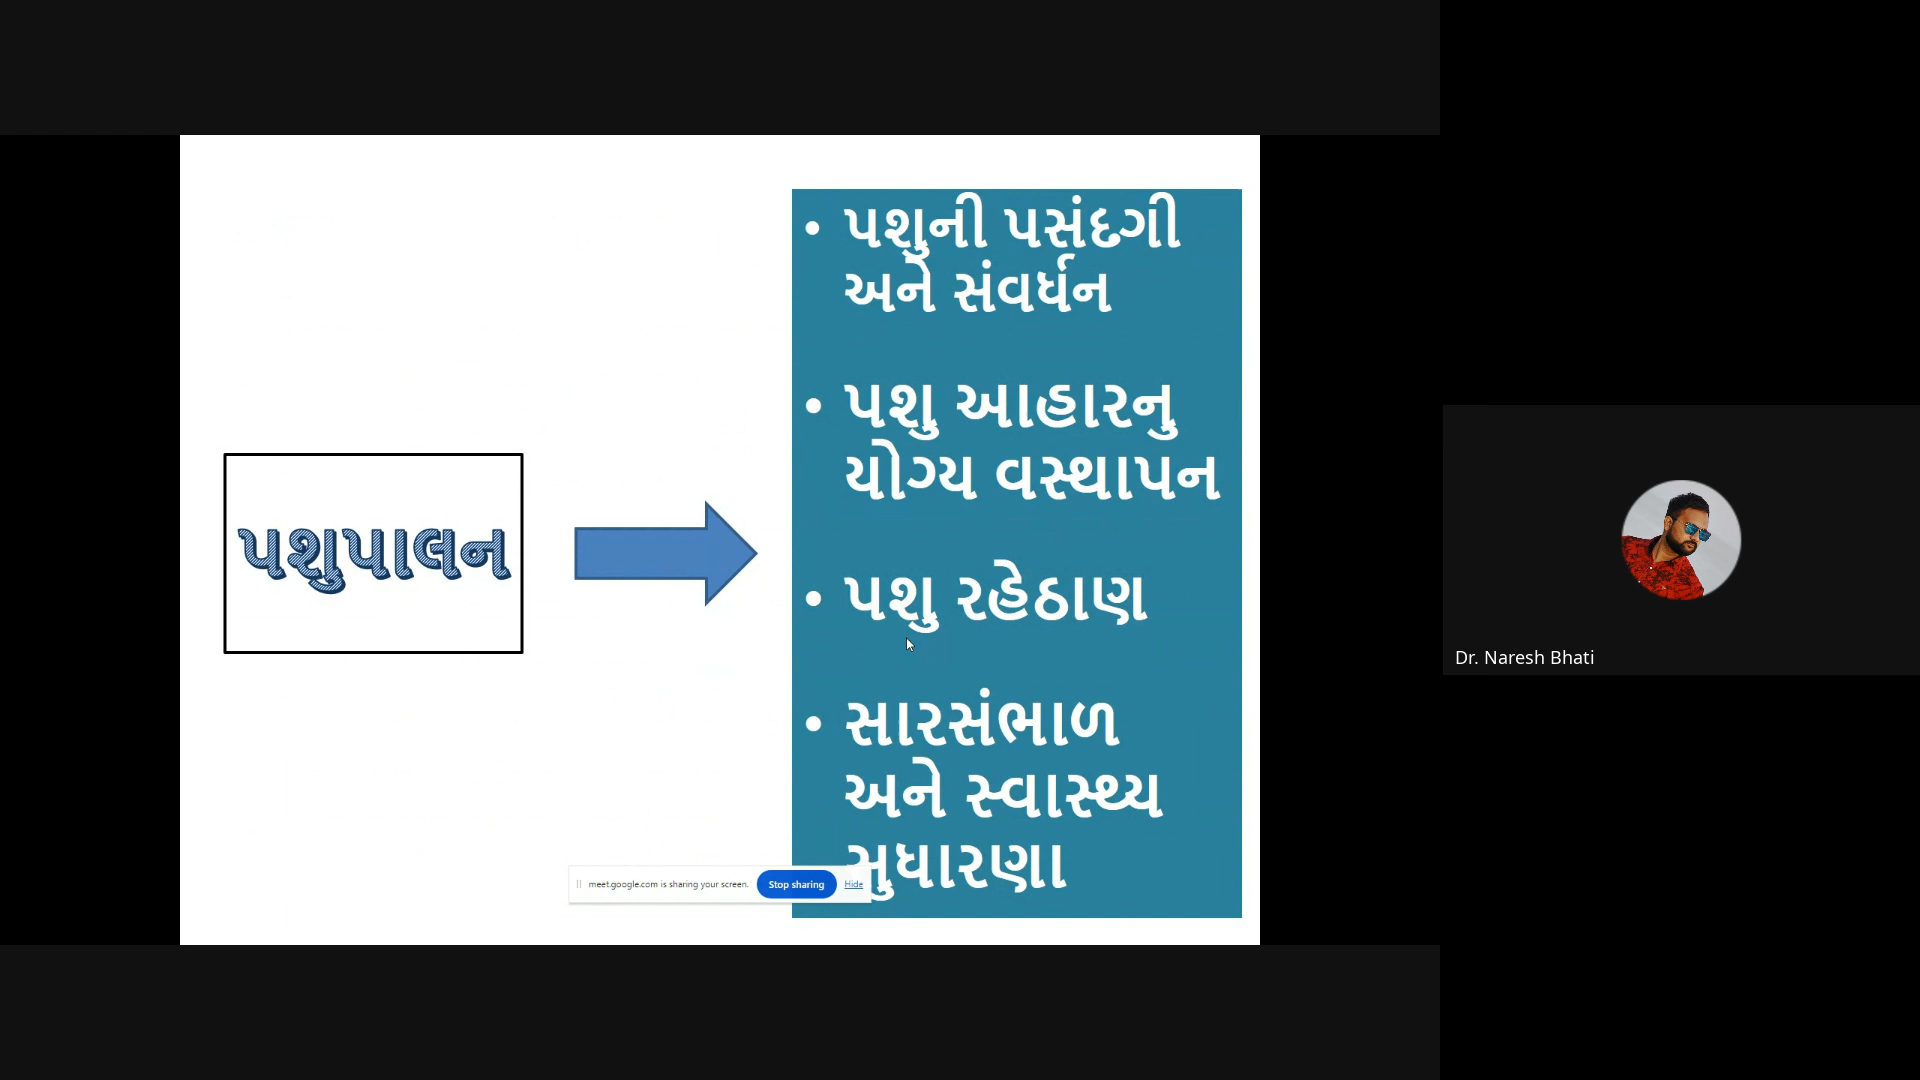 પશુપાલન
• પશુની પસંદગી
અને સંવર્ધન
• પશુ આહારનુ
યોગ્ય વસ્થાપન
• પશુ રહેઠાણ
• સારસંભાળ
અને સ્વાસ્થ્ય
સુધારણા
meet.google.com is sharing your screen. Stop sharing Hide
Dr. Naresh Bhati